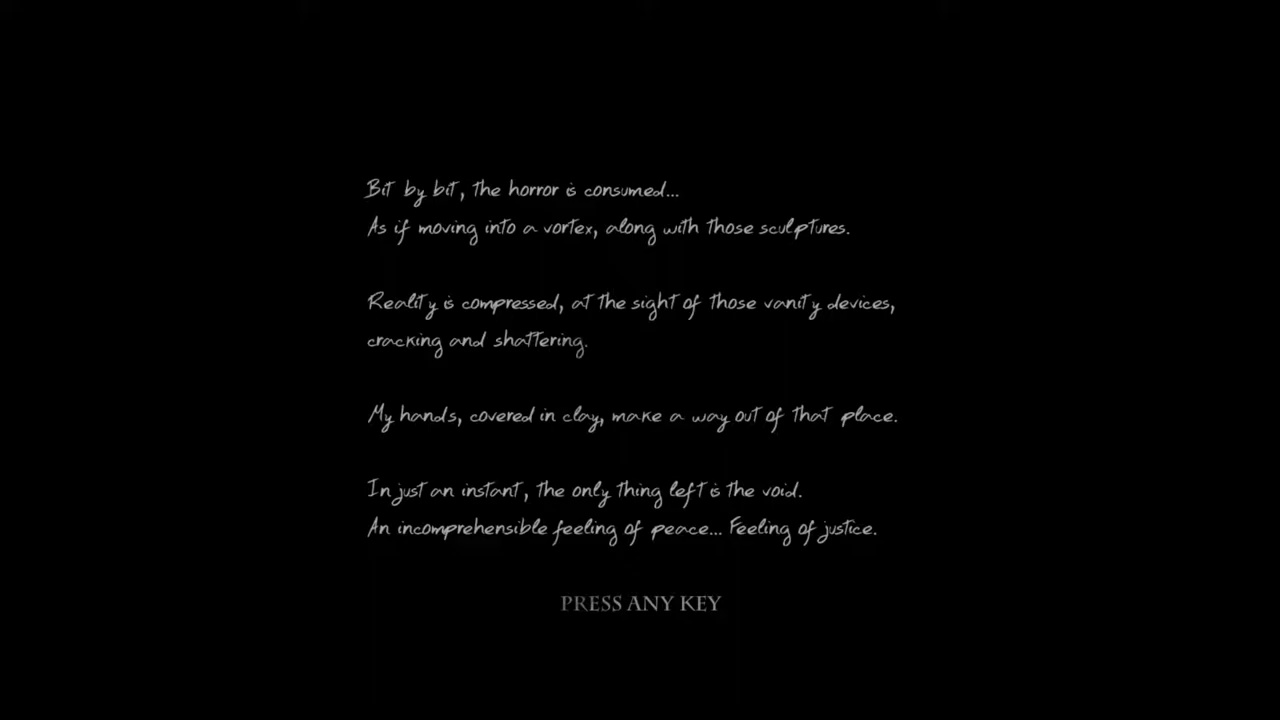 Bit by bit, the horror is consumed...
As if moving into a vortex, along with those sculptures.
Reality is compressed, at the sight of those vanity devices,
cracking and shattering.
My hands, covered in clay, make a way out of that place.
In just an instant, the only thing left is the void.
An incomprehensible feeling of peace... Feeling of justice.
PRESS ANY KEY